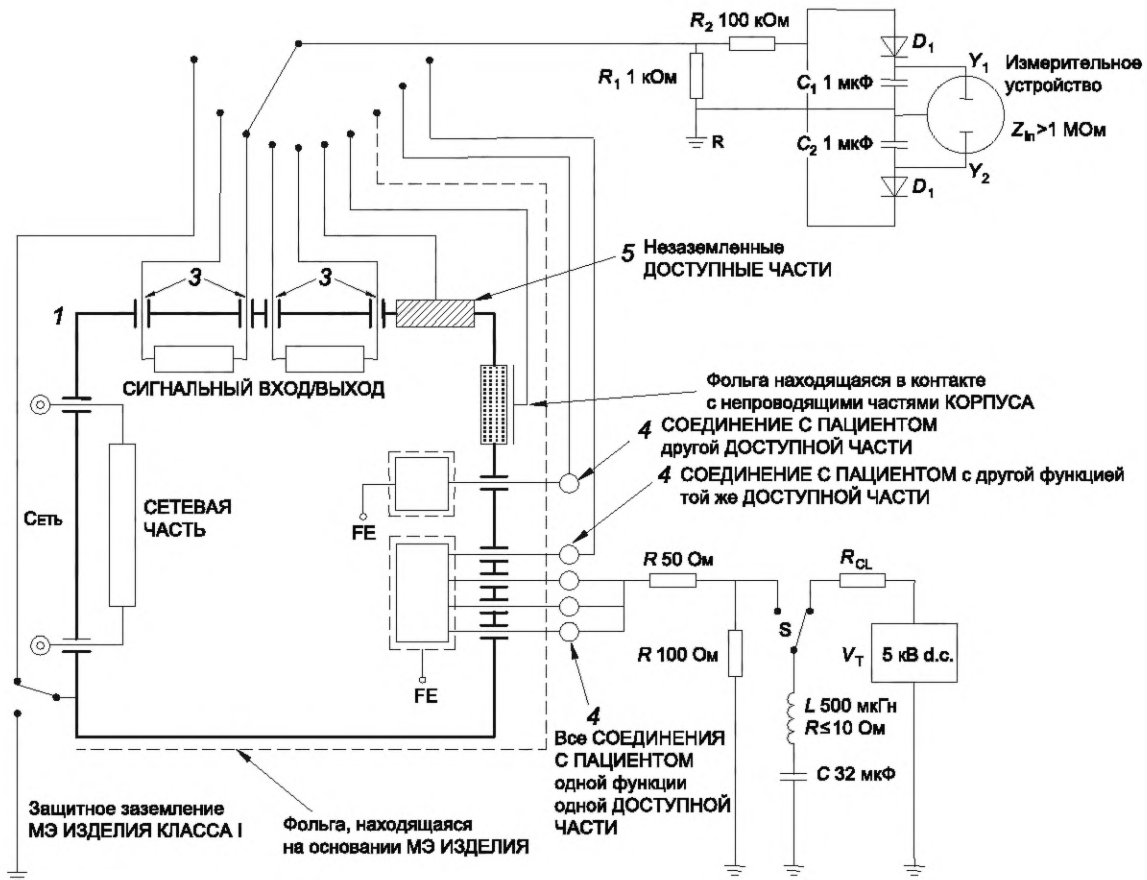 R₂ 100 кОм
R₁ 1 кОм
R
D₁
C₁ 1 мкФ
C₂ 1 мкФ
D₁
Y₁
Y₂
Измерительное
устройство
Zin>1 МОм
5 Незаземленные
ДОСТУПНЫЕ ЧАСТИ
3
3
1
СИГНАЛЬНЫЙ ВХОД/ВЫХОД
Фольга находящаяся в контакте
с непроводящими частями КОРПУСА
4 СОЕДИНЕНИЕ С ПАЦИЕНТОМ
другой ДОСТУПНОЙ ЧАСТИ
4 СОЕДИНЕНИЕ С ПАЦИЕНТОМ с другой функцией
той же ДОСТУПНОЙ ЧАСТИ
Сеть
СЕТЕВАЯ
ЧАСТЬ
FE
FE
R 50 Ом
R 100 Ом
S
RCL
VT
5 кВ d.c.
L 500 мкГн
R≤10 Ом
C 32 мкФ
4
Все СОЕДИНЕНИЯ
С ПАЦИЕНТОМ
одной функции
одной ДОСТУПНОЙ
ЧАСТИ
Защитное заземление
МЭ ИЗДЕЛИЯ КЛАССА I
Фольга, находящаяся
на основании МЭ ИЗДЕЛИЯ